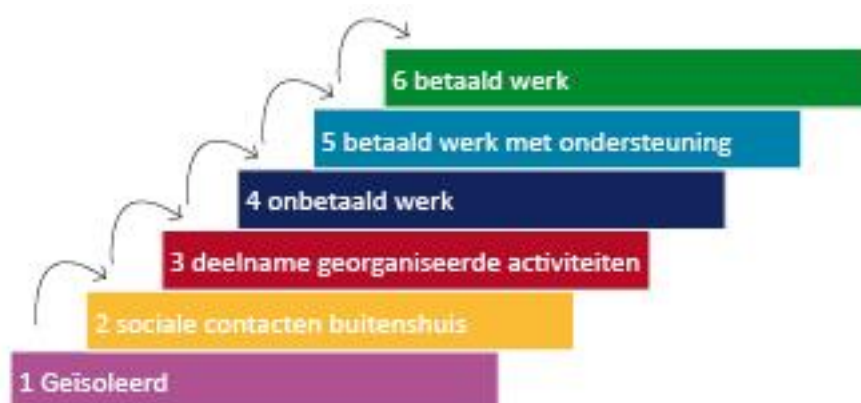 6 betaald werk
5 betaald werk met ondersteuning
4 onbetaald werk
3 deelname georganiseerde activiteiten
2 sociale contacten buitenshuis
1 Geïsoleerd